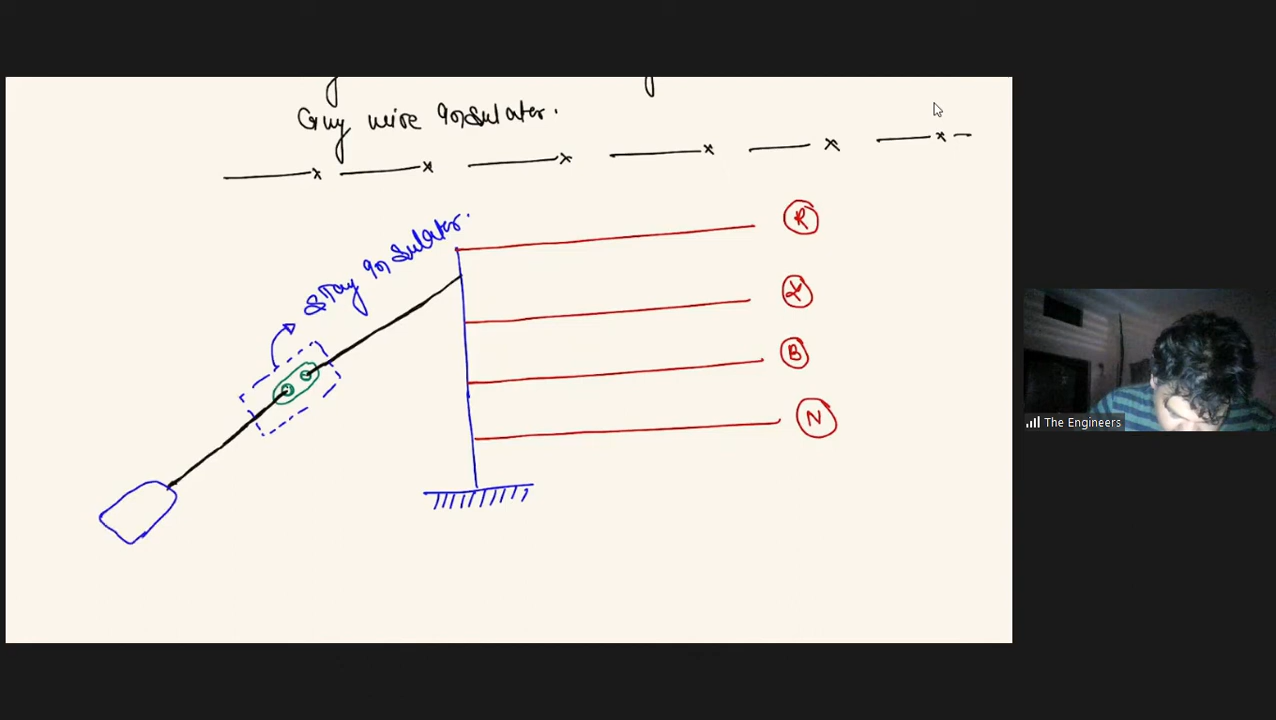 Guy wire Insulator.
Stay Insulator.
R
Y
B
N
The Engineers